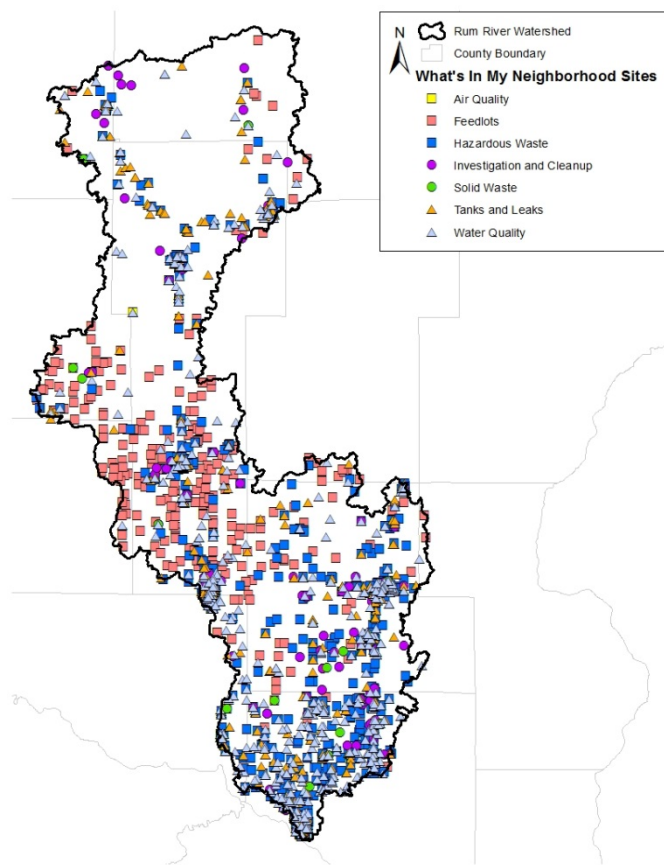 N
Rum River Watershed
County Boundary
What's In My Neighborhood Sites
Air Quality
Feedlots
Hazardous Waste
Investigation and Cleanup
Solid Waste
Tanks and Leaks
Water Quality